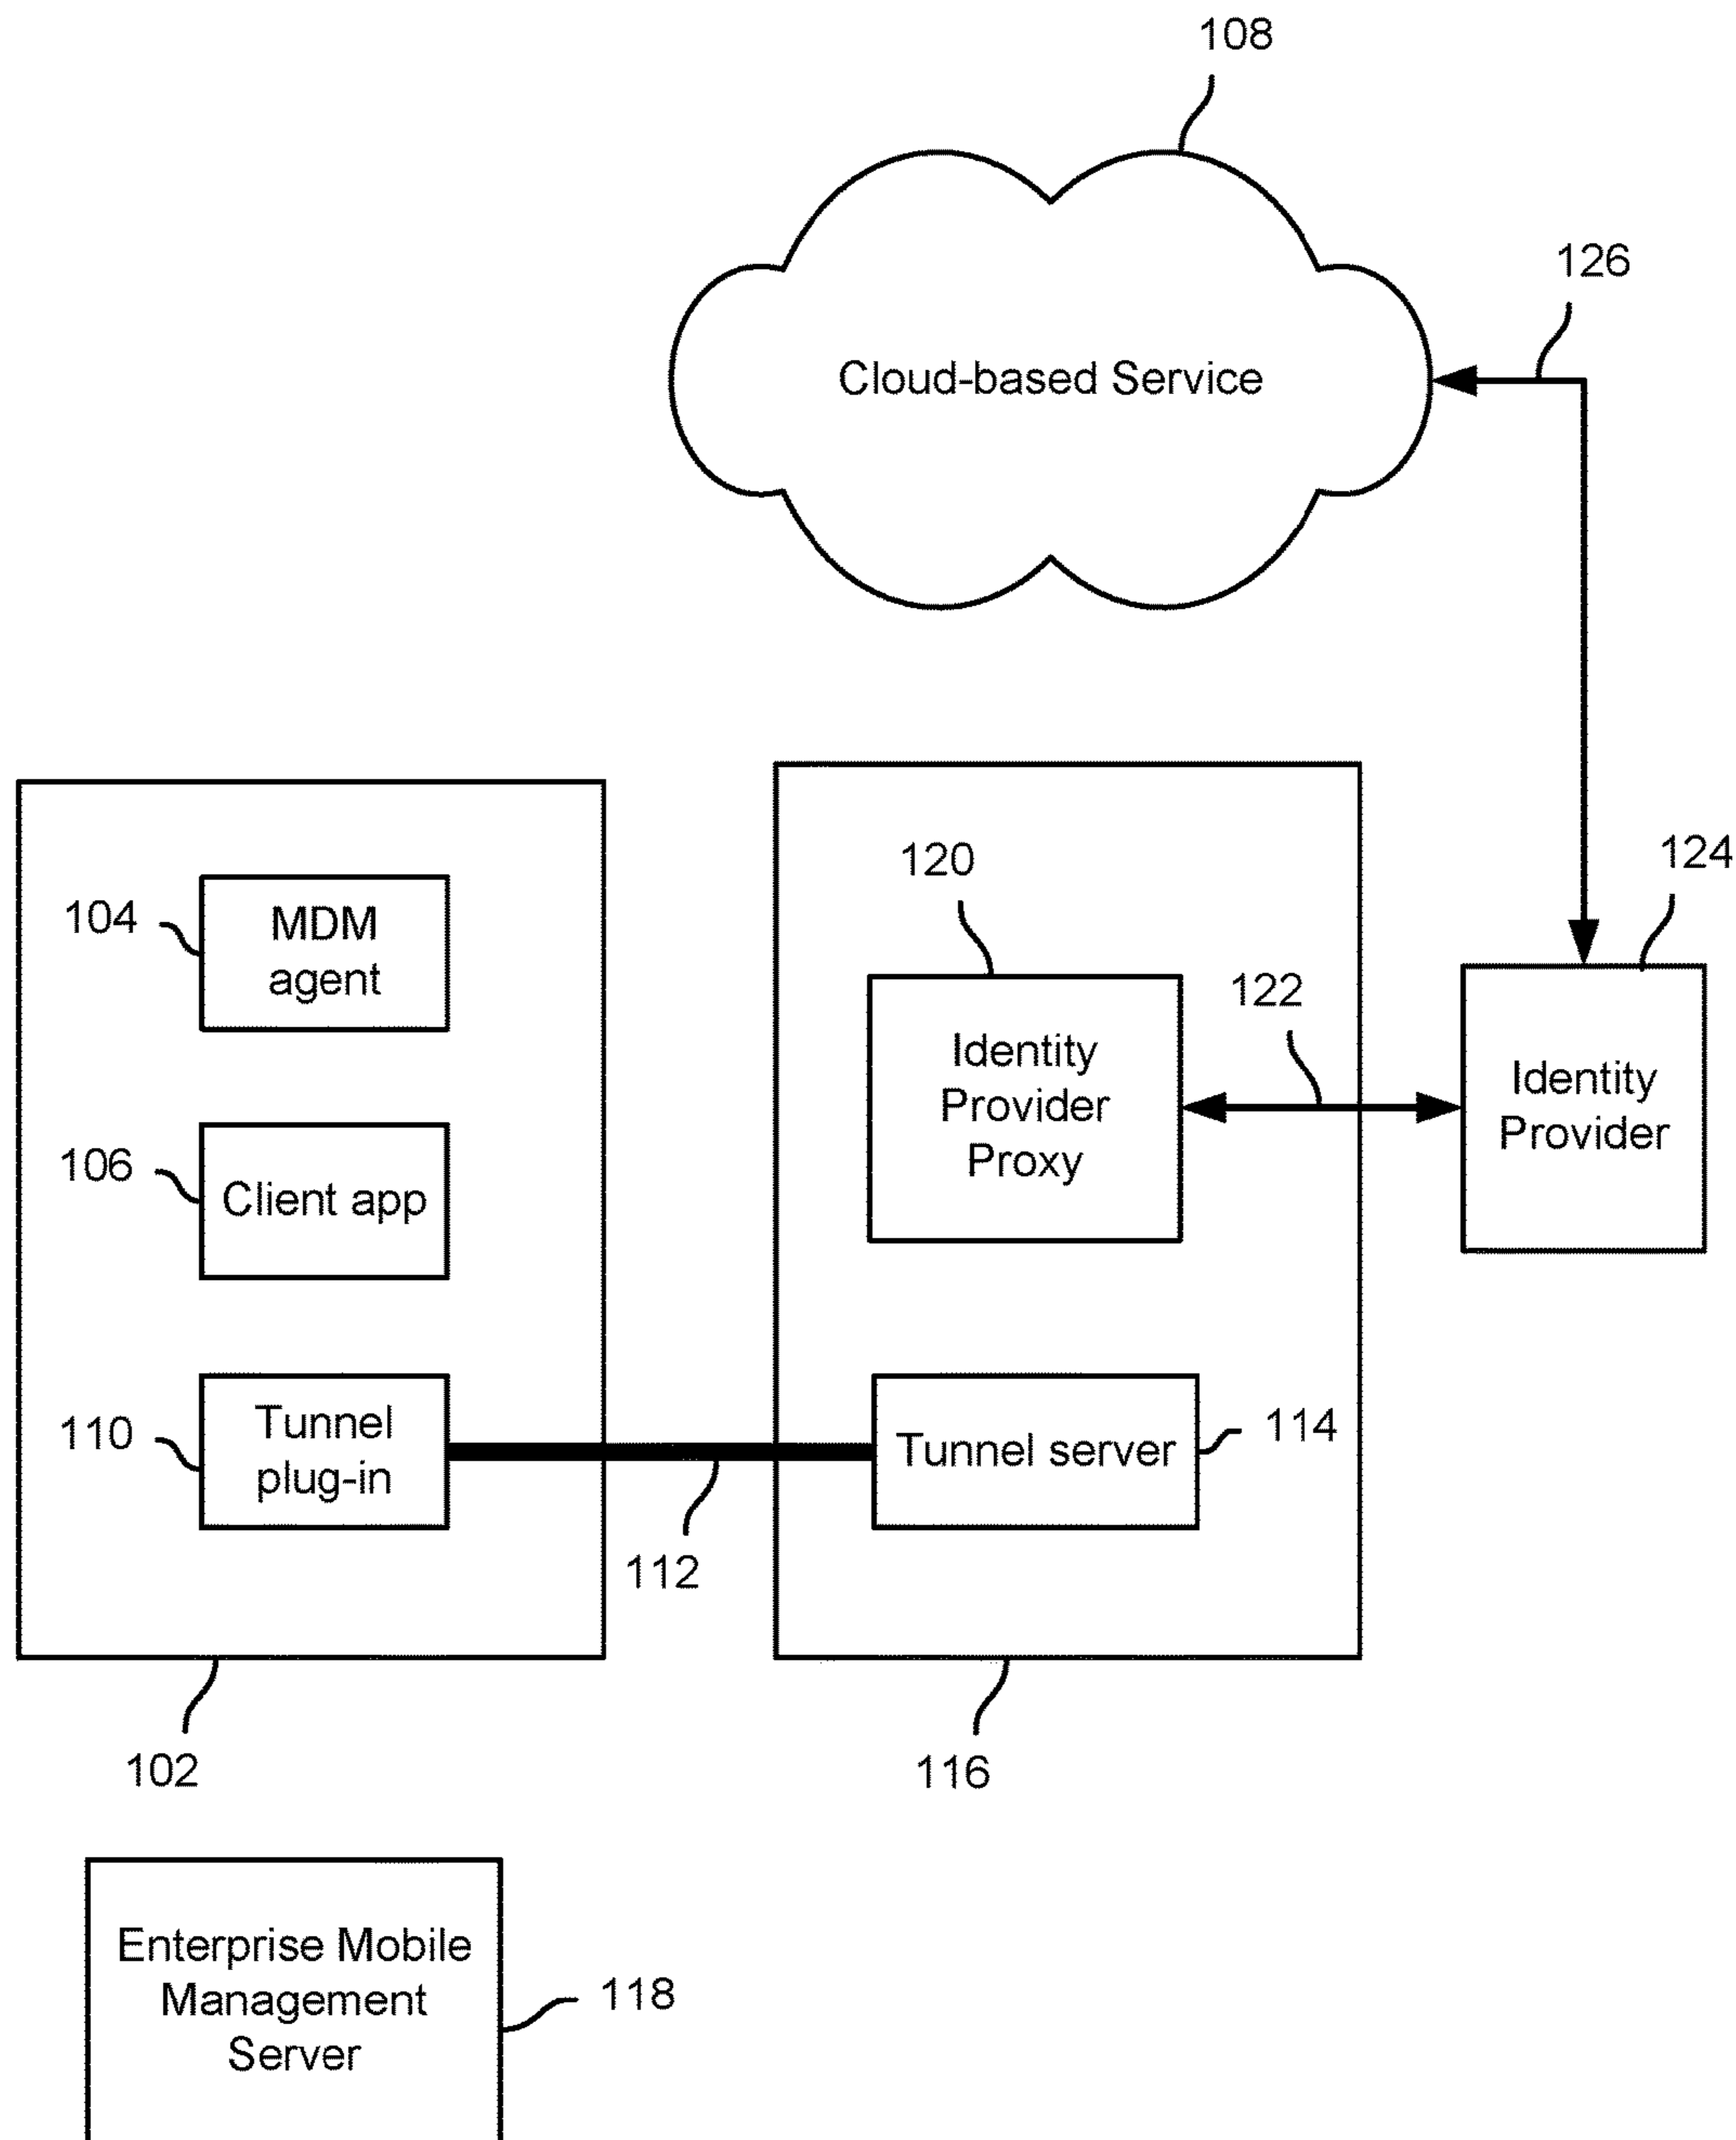 108
126
Cloud-based Service
124
120
104
MDM
agent
122
Identity
Provider
Proxy
Identity
Provider
106
Client app
110
Tunnel
plug-in
Tunnel server
114
112
102
116
Enterprise Mobile
Management
Server
118